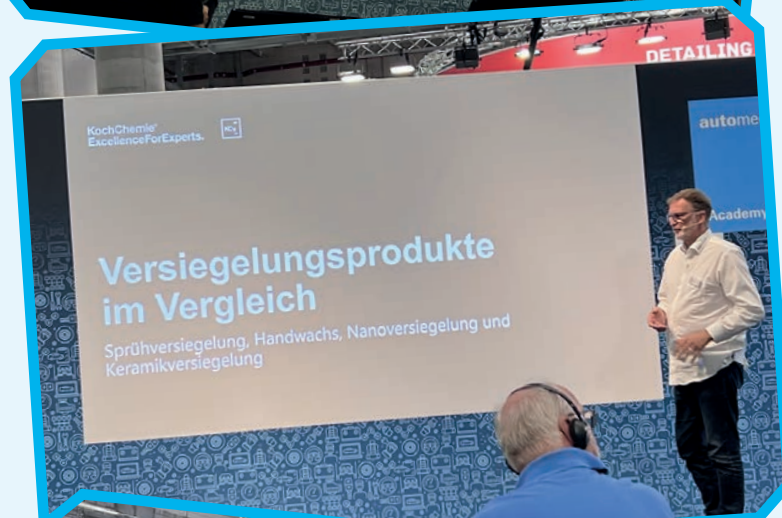 DETAILING
KochChemie®
ExcellenceForExperts.
KCx
autome
Academy
Versiegelungsprodukte
im Vergleich
Sprühversiegelung, Handwachs, Nanoversiegelung und
Keramikversiegelung